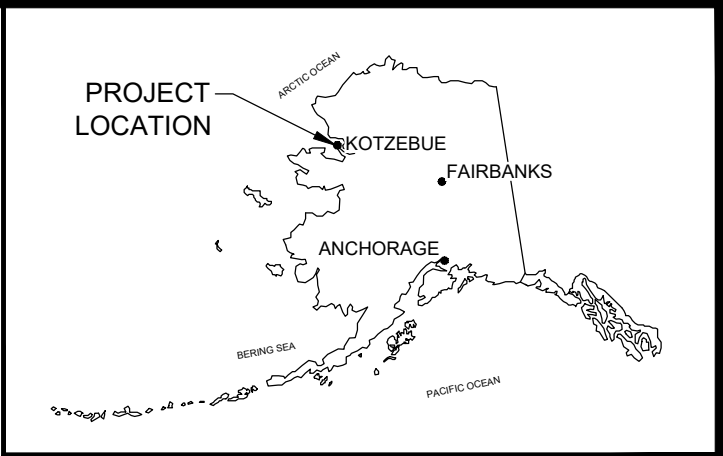 ARCTIC OCEAN
PROJECT
LOCATION
KOTZEBUE
FAIRBANKS
ANCHORAGE
BERING SEA
PACIFIC OCEAN